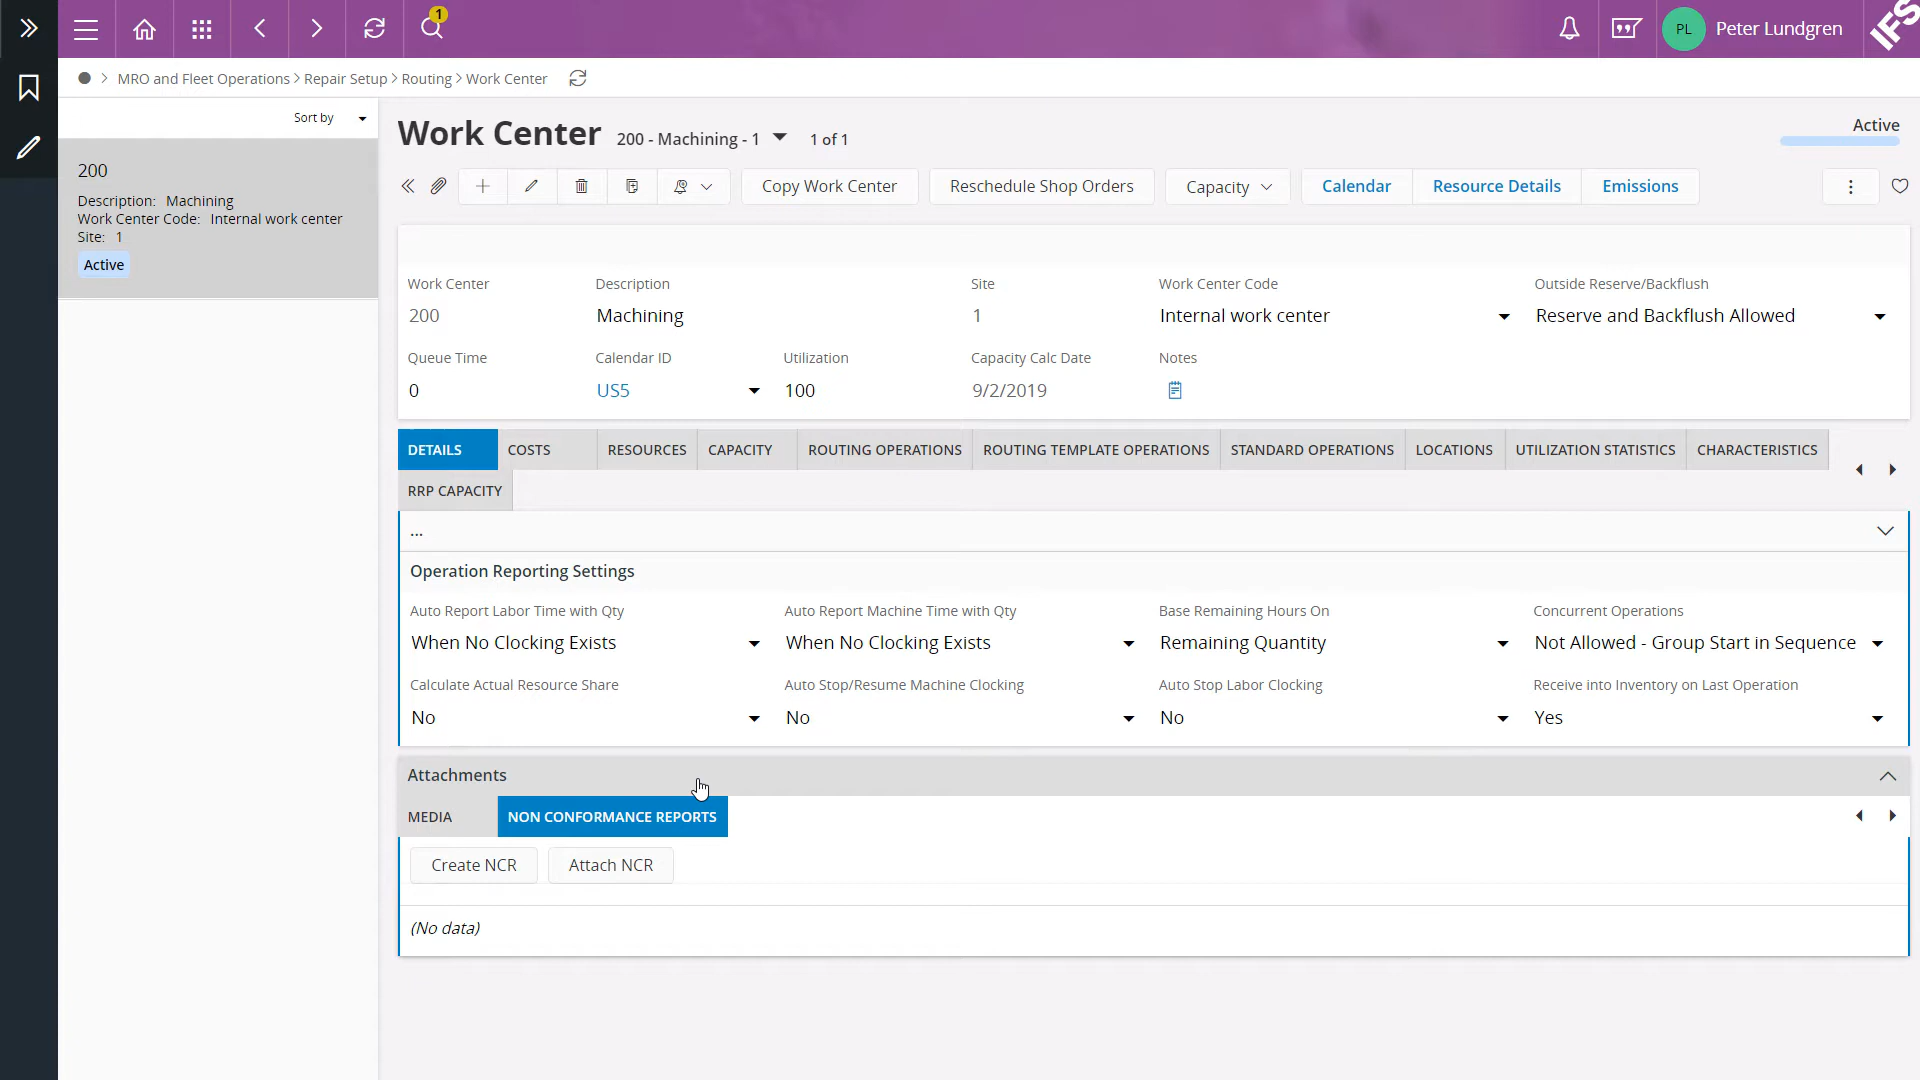 1
PL
Peter Lundgren
IFS
MRO and Fleet Operations > Repair Setup > Routing > Work Center
Sort by
200
Description: Machining
Work Center Code: Internal work center
Site: 1
Active
Work Center 200 - Machining - 1 1 of 1
Active
Copy Work Center Reschedule Shop Orders Capacity Calendar Resource Details Emissions
Work Center Description Site Work Center Code Outside Reserve/Backflush
200 Machining 1 Internal work center Reserve and Backflush Allowed
Queue Time Calendar ID Utilization Capacity Calc Date Notes
0 US5 100 9/2/2019
DETAILS COSTS RESOURCES CAPACITY ROUTING OPERATIONS ROUTING TEMPLATE OPERATIONS STANDARD OPERATIONS LOCATIONS UTILIZATION STATISTICS CHARACTERISTICS
RRP CAPACITY
...
Operation Reporting Settings
Auto Report Labor Time with Qty Auto Report Machine Time with Qty Base Remaining Hours On Concurrent Operations
When No Clocking Exists When No Clocking Exists Remaining Quantity Not Allowed - Group Start in Sequence
Calculate Actual Resource Share Auto Stop/Resume Machine Clocking Auto Stop Labor Clocking Receive into Inventory on Last Operation
No No No Yes
Attachments
MEDIA NON CONFORMANCE REPORTS
Create NCR Attach NCR
(No data)